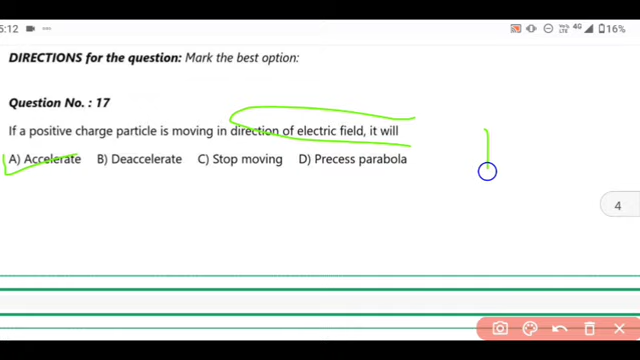 5:12 4G 16%
DIRECTIONS for the question: Mark the best option:
Question No. : 17
If a positive charge particle is moving in direction of electric field, it will
A) Accelerate B) Deaccelerate C) Stop moving D) Precess parabola
4